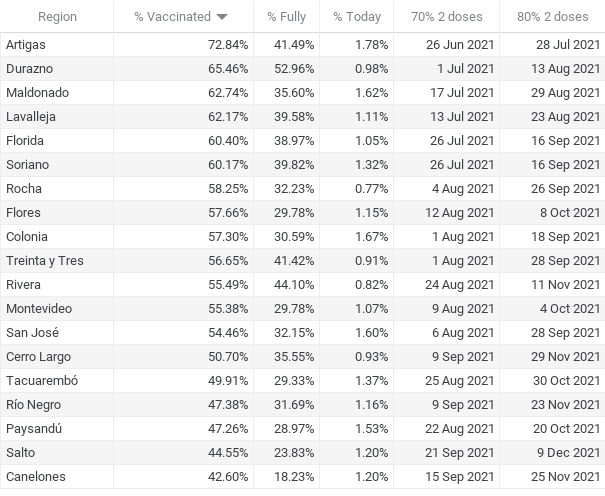 Region % Vaccinated % Fully % Today 70% 2 doses 80% 2 doses
Artigas 72.84% 41.49% 1.78% 26 Jun 2021 28 Jul 2021
Durazno 65.46% 52.96% 0.98% 1 Jul 2021 13 Aug 2021
Maldonado 62.74% 35.60% 1.62% 17 Jul 2021 29 Aug 2021
Lavalleja 62.17% 39.58% 1.11% 13 Jul 2021 23 Aug 2021
Florida 60.40% 38.97% 1.05% 26 Jul 2021 16 Sep 2021
Soriano 60.17% 39.82% 1.32% 26 Jul 2021 16 Sep 2021
Rocha 58.25% 32.23% 0.77% 4 Aug 2021 26 Sep 2021
Flores 57.66% 29.78% 1.15% 12 Aug 2021 8 Oct 2021
Colonia 57.30% 30.59% 1.67% 1 Aug 2021 18 Sep 2021
Treinta y Tres 56.65% 41.42% 0.91% 1 Aug 2021 28 Sep 2021
Rivera 55.49% 44.10% 0.82% 24 Aug 2021 11 Nov 2021
Montevideo 55.38% 29.78% 1.07% 9 Aug 2021 4 Oct 2021
San José 54.46% 32.15% 1.60% 6 Aug 2021 28 Sep 2021
Cerro Largo 50.70% 35.55% 0.93% 9 Sep 2021 29 Nov 2021
Tacuarembó 49.91% 29.33% 1.37% 25 Aug 2021 30 Oct 2021
Río Negro 47.38% 31.69% 1.16% 9 Sep 2021 23 Nov 2021
Paysandú 47.26% 28.97% 1.53% 22 Aug 2021 20 Oct 2021
Salto 44.55% 23.83% 1.20% 21 Sep 2021 9 Dec 2021
Canelones 42.60% 18.23% 1.20% 15 Sep 2021 25 Nov 2021